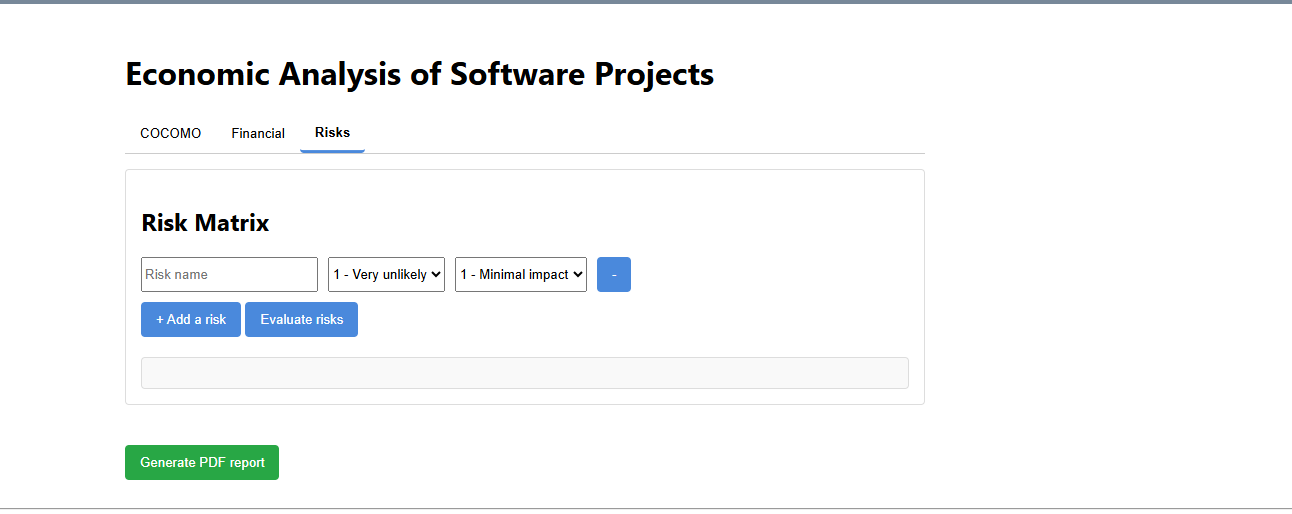 Economic Analysis of Software Projects
COCOMO Financial Risks
Risk Matrix
Risk name 1 - Very unlikely 1 - Minimal impact -
+ Add a risk Evaluate risks
Generate PDF report